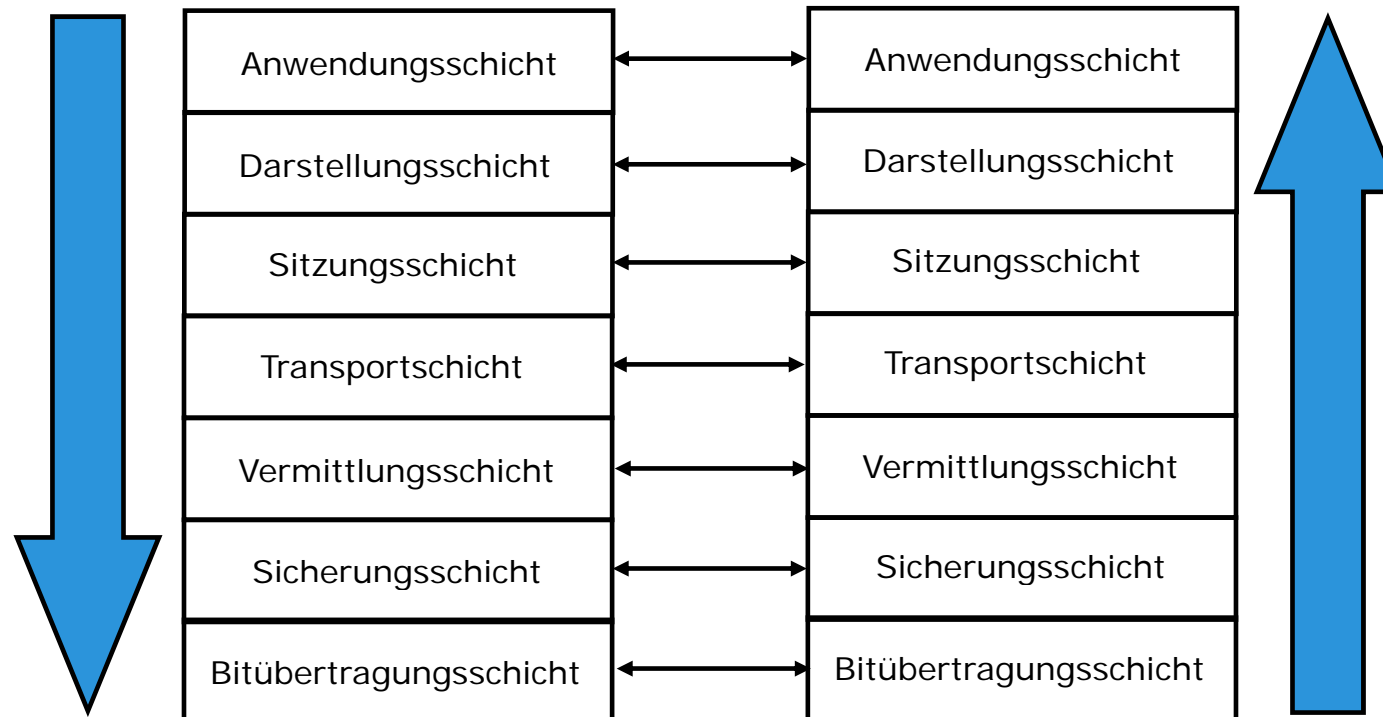 Anwendungsschicht
Anwendungsschicht
Darstellungsschicht
Darstellungsschicht
Sitzungsschicht
Sitzungsschicht
Transportschicht
Transportschicht
Vermittlungsschicht
Vermittlungsschicht
Sicherungsschicht
Sicherungsschicht
Bitübertragungsschicht
Bitübertragungsschicht